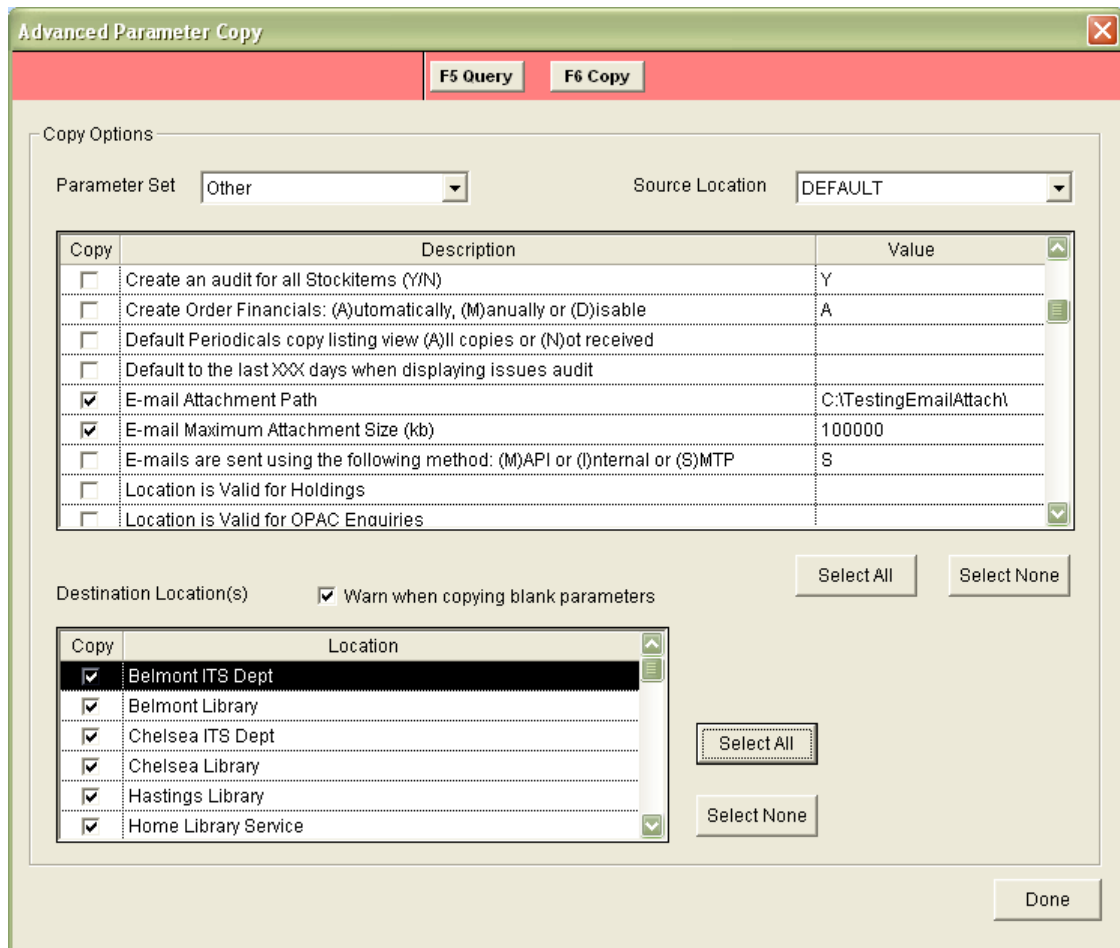 Advanced Parameter Copy
F5 Query F6 Copy
Copy Options
Parameter Set Other Source Location DEFAULT
Copy Description Value
Create an audit for all Stockitems (Y/N) Y
Create Order Financials: (A)utomatically, (M)anually or (D)isable A
Default Periodicals copy listing view (A)ll copies or (N)ot received
Default to the last XXX days when displaying issues audit
E-mail Attachment Path C:\TestingEmailAttach\
E-mail Maximum Attachment Size (kb) 100000
E-mails are sent using the following method: (M)API or (I)nternal or (S)MTP S
Location is Valid for Holdings
Location is Valid for OPAC Enquiries
Select All Select None
Destination Location(s) Warn when copying blank parameters
Copy Location
Belmont ITS Dept
Belmont Library
Chelsea ITS Dept
Select All
Chelsea Library
Hastings Library
Select None
Home Library Service
Done